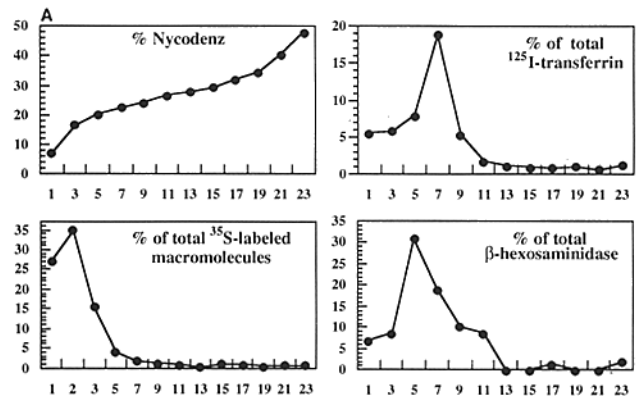 A
% Nycodenz
50
40
30
20
10
0
1 3 5 7 9 11 13 15 17 19 21 23
% of total
125I-transferrin
20
15
10
5
0
1 3 5 7 9 11 13 15 17 19 21 23
% of total 35S-labeled
macromolecules
35
30
25
20
15
10
5
0
1 2 3 5 7 9 11 13 15 17 19 21 23
% of total
β-hexosaminidase
35
30
25
20
15
10
5
0
1 3 5 7 9 11 13 15 17 19 21 23